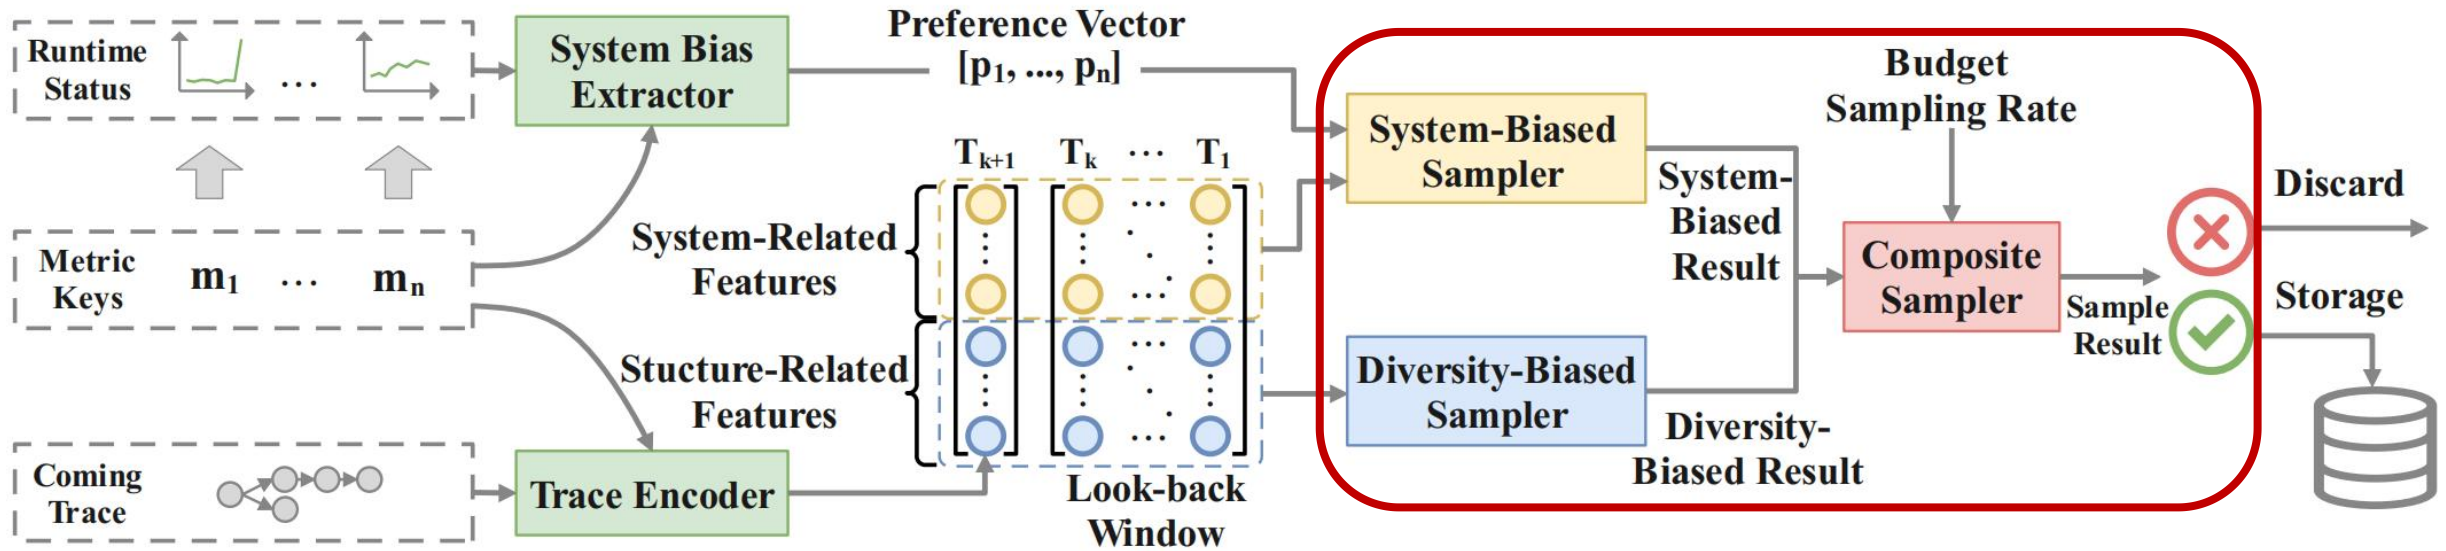 Runtime
Status
...
System Bias
Extractor
Preference Vector
[p1, ..., pn]
Metric
Keys
m1 ... mn
Coming
Trace
Trace Encoder
System-Related
Features
Stucture-Related
Features
Tk+1 Tk ... T1
Look-back
Window
System-Biased
Sampler
Diversity-Biased
Sampler
System-
Biased
Result
Diversity-
Biased Result
Budget
Sampling Rate
Composite
Sampler
Sample
Result
Discard
Storage